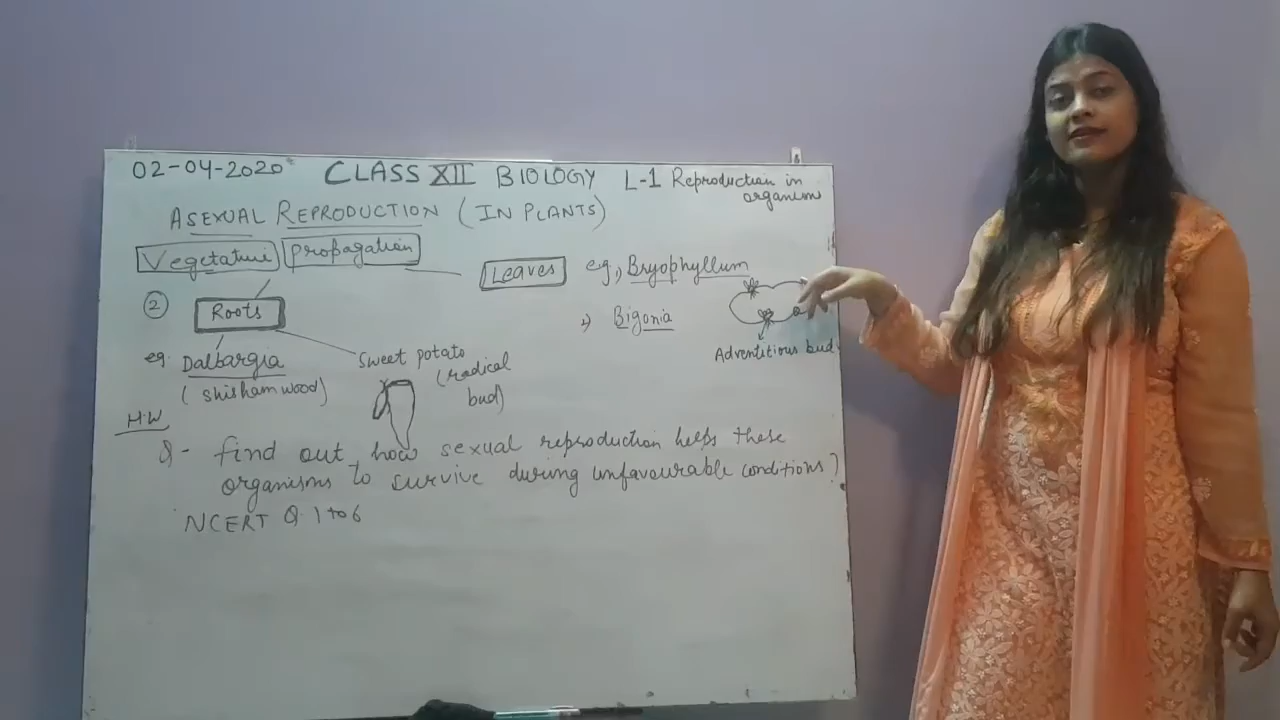 02-04-2020 CLASS XII BIOLOGY L-1 Reproduction in
organism
ASEXUAL REPRODUCTION (IN PLANTS)
Vegetative Propagation
Leaves eg., Bryophyllum
② Roots
Bigonia
Adventitious bud
eg. Dalbargia
(shisham wood)
Sweet potato
(radical
bud)
H.W
Q - find out how sexual reproduction helps these
organisms to survive during unfavourable conditions?
NCERT Q. 1 to 6